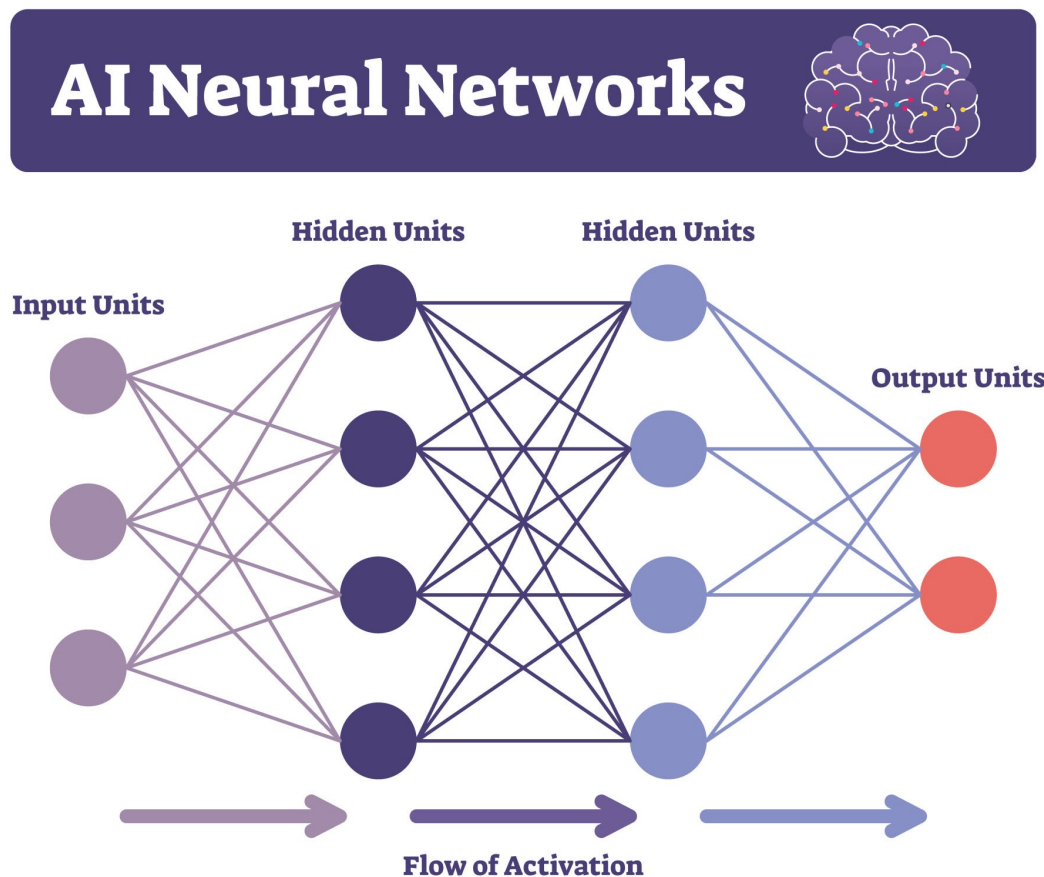 AI Neural Networks
Hidden Units
Hidden Units
Input Units
Output Units
Flow of Activation